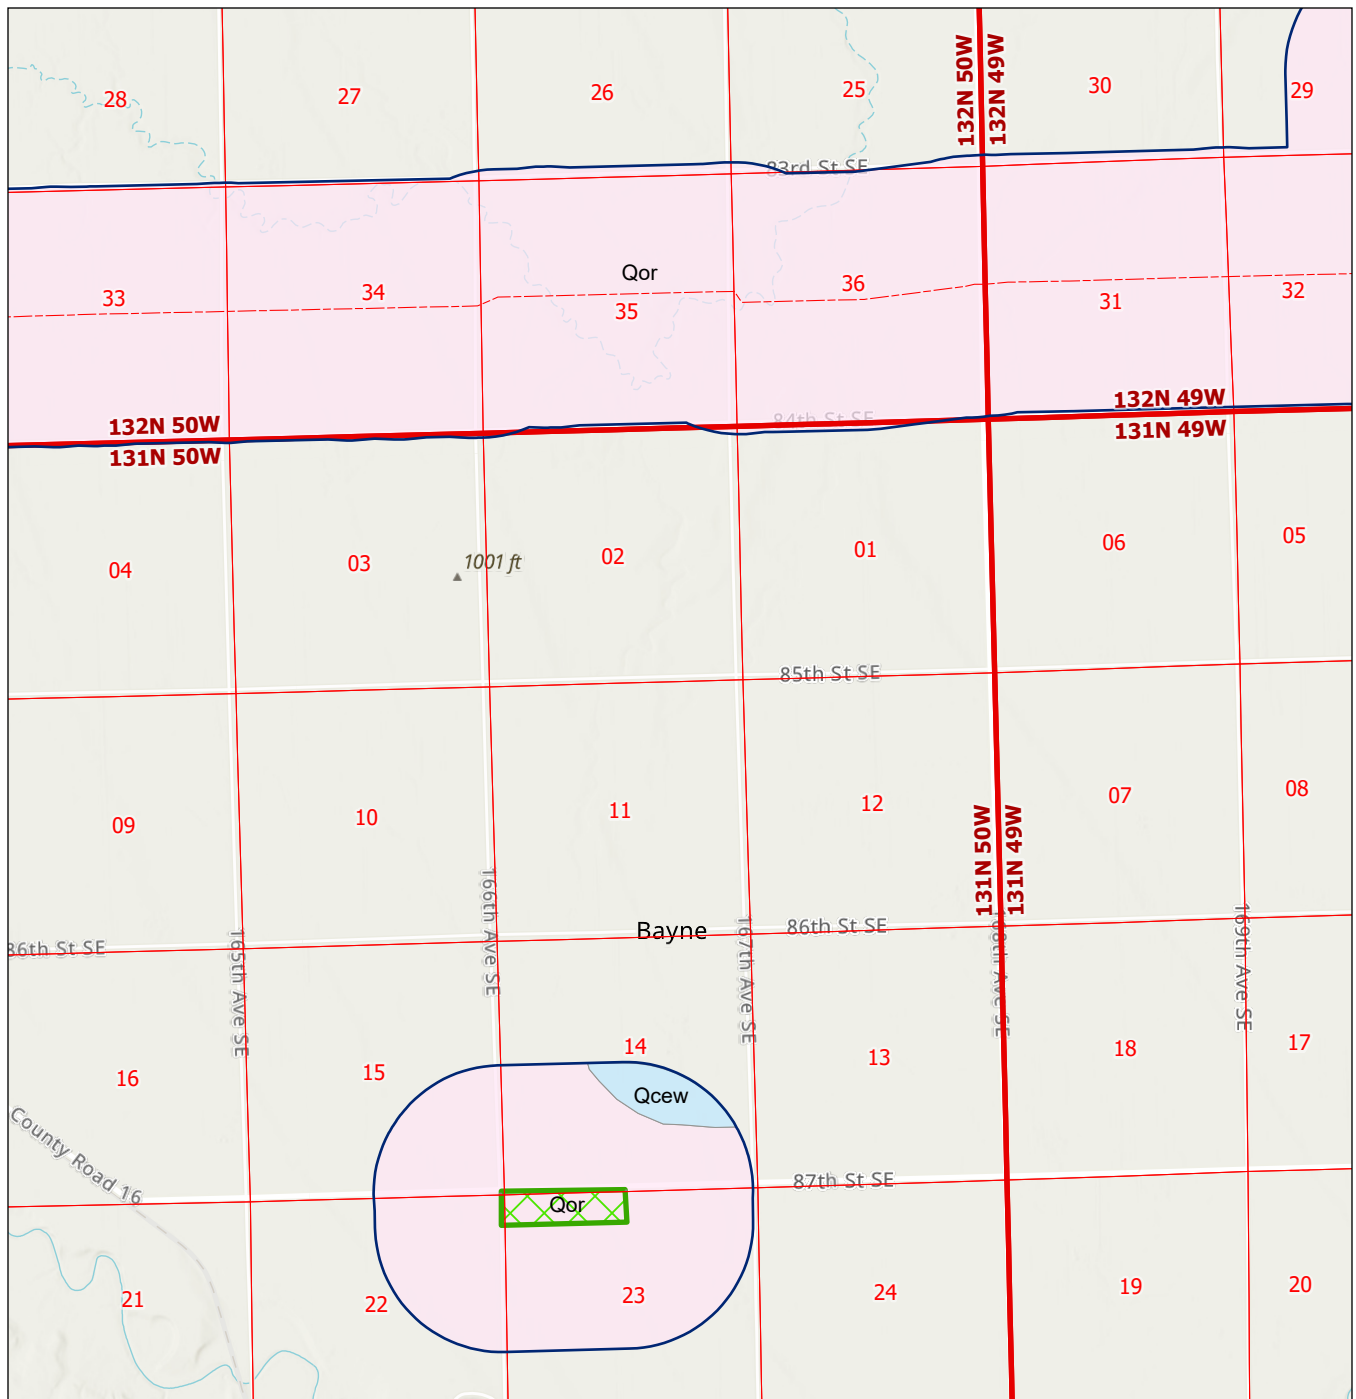 132N 50W
132N 49W
28
27
26
25
30
29
83rd St SE
Qor
33
34
35
36
31
32
84th St SE
132N 50W
132N 49W
131N 50W
131N 49W
04
03
1001 ft
02
01
06
05
85th St SE
09
10
11
12
07
08
131N 50W
131N 49W
166th Ave SE
Bayne
86th St SE
86th St SE
165th Ave SE
167th Ave SE
168th Ave SE
169th Ave SE
16
15
14
13
18
17
Qcew
County Road 16
87th St SE
Qor
21
22
23
24
19
20